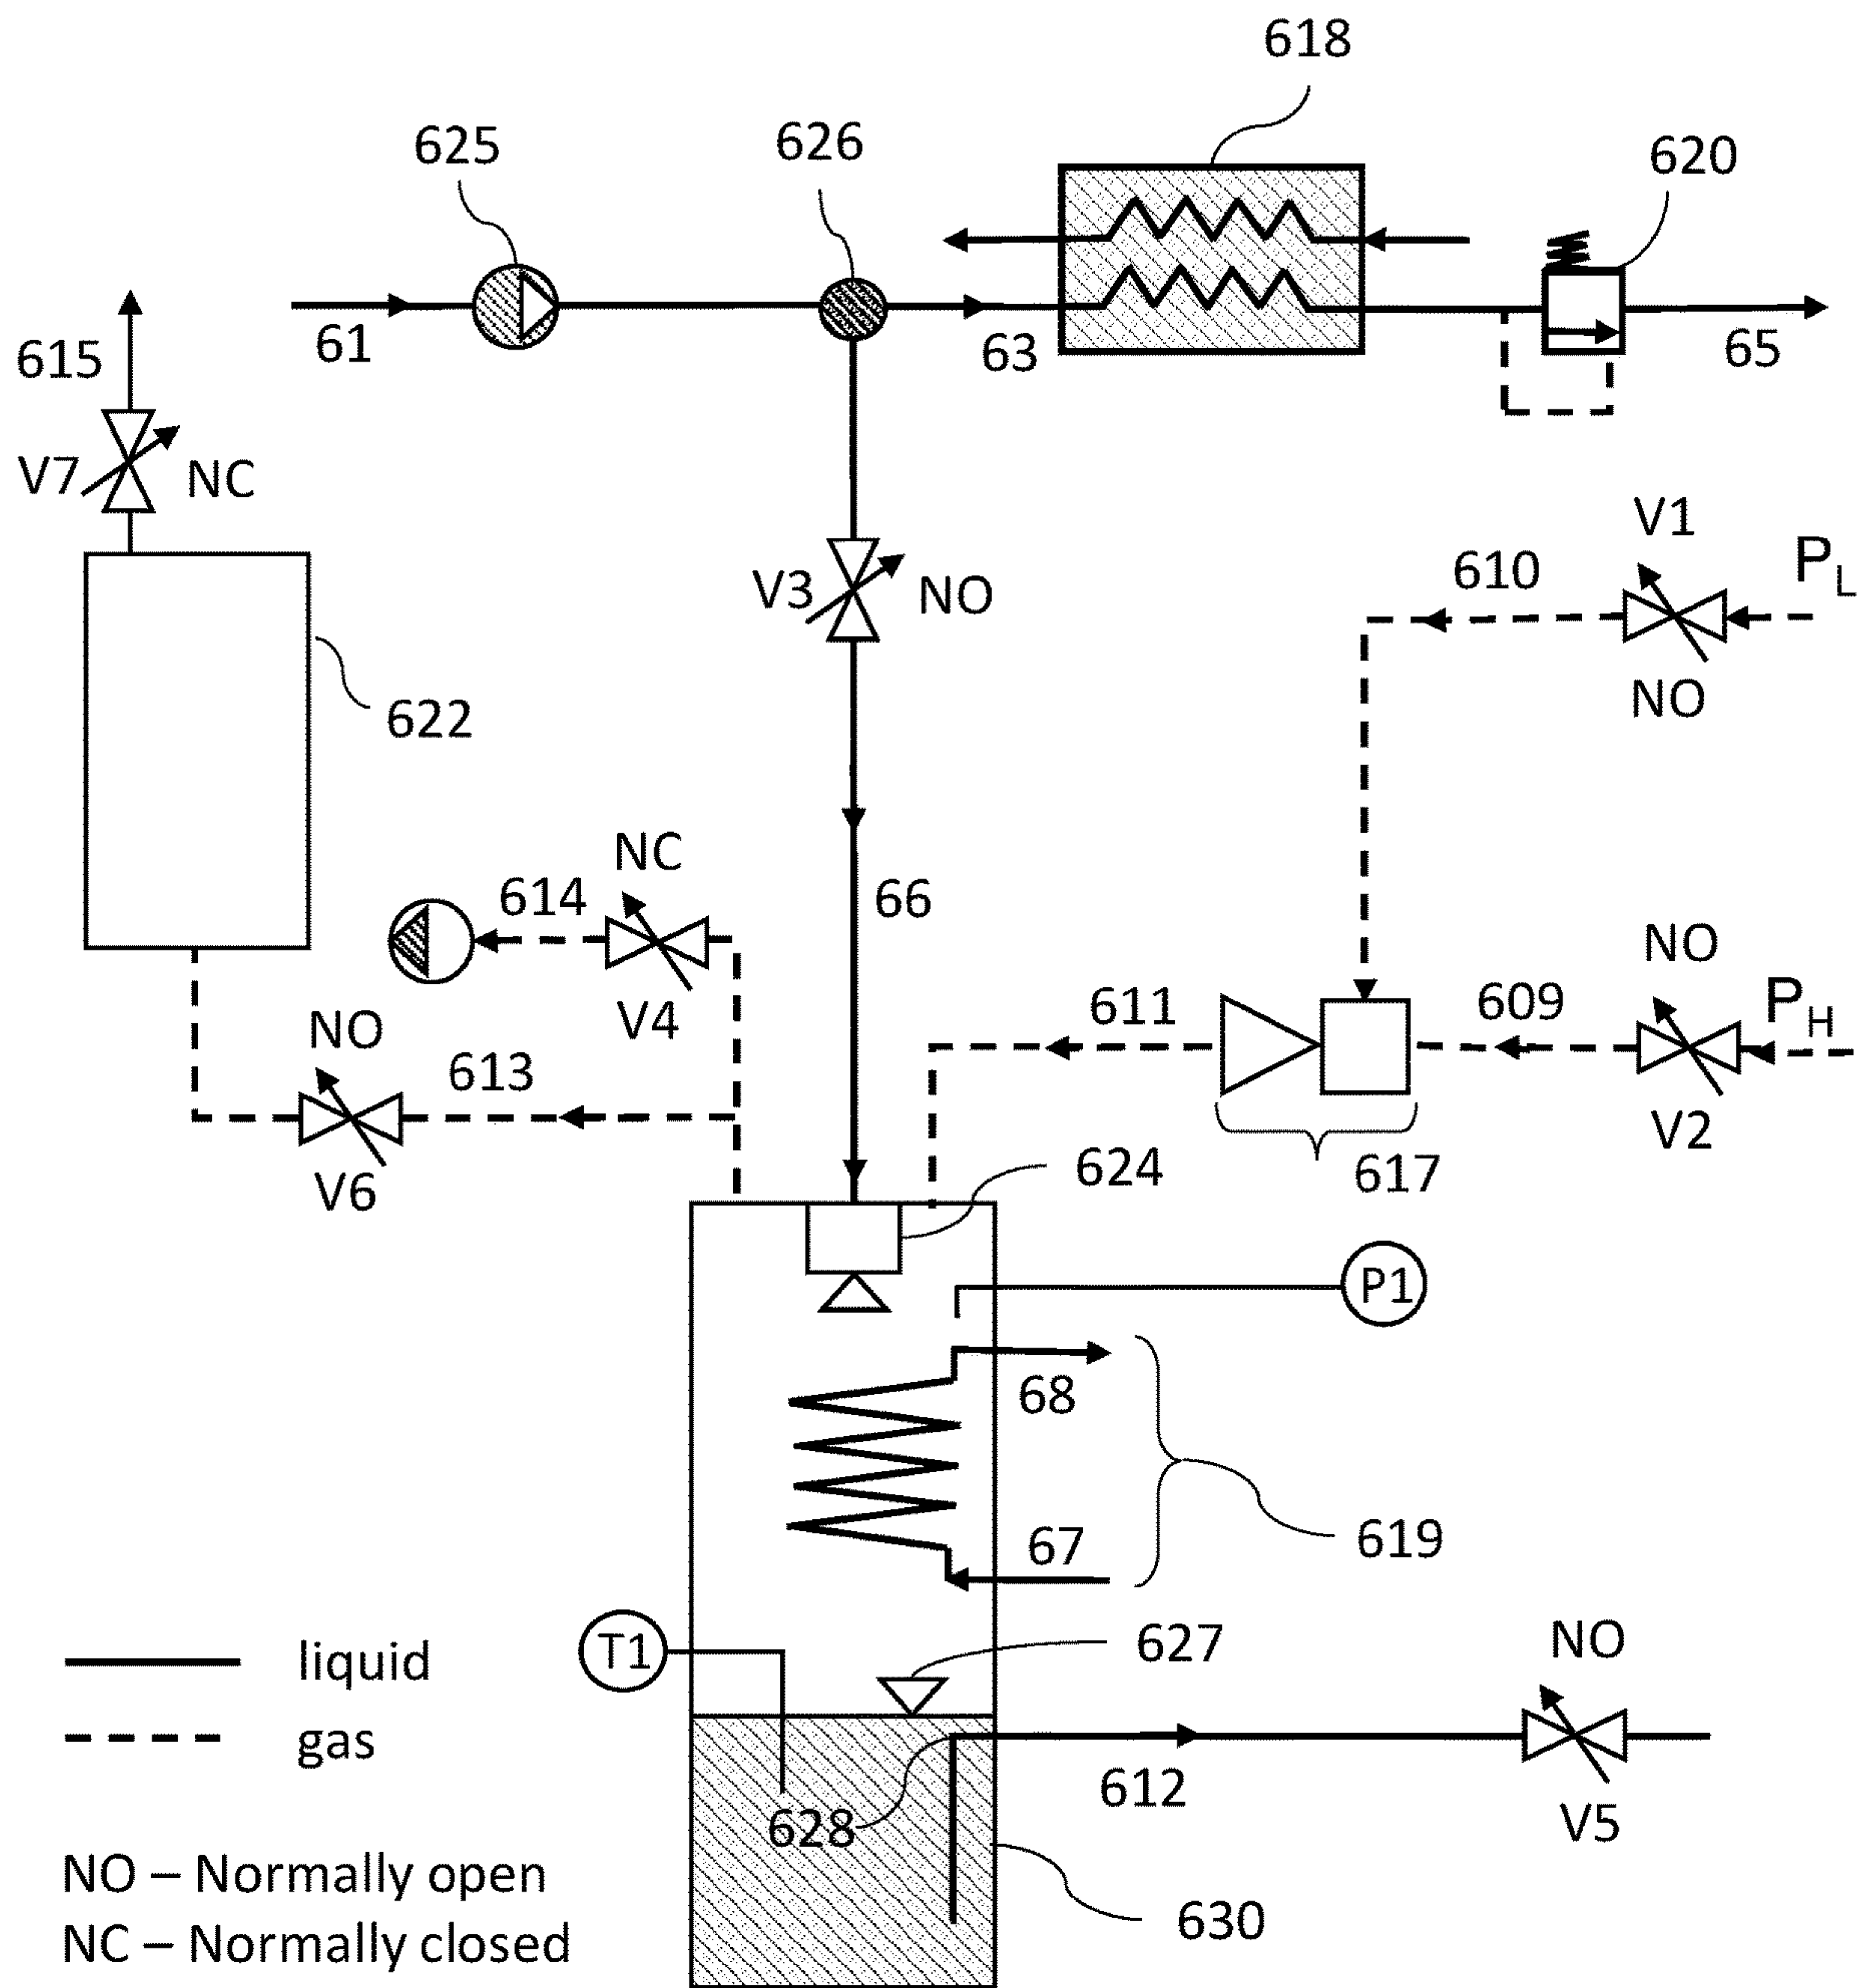 618
625
626
620
61
63
65
615
V7
NC
V1
610
PL
V3
NO
NO
622
NC
614
66
NO
V4
611
609
PH
NO
613
V2
V6
624
617
P1
68
67
619
T1
627
NO
liquid
gas
612
628
V5
NO – Normally open
630
NC – Normally closed